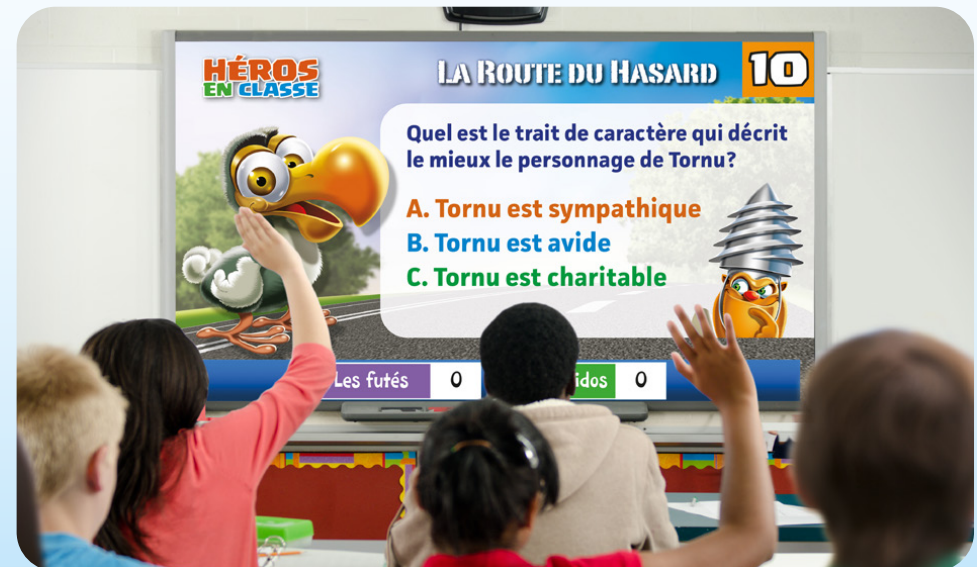 HÉROS
EN CLASSE
LA ROUTE DU HASARD
10
Quel est le trait de caractère qui décrit
le mieux le personnage de Tornu?
A. Tornu est sympathique
B. Tornu est avide
C. Tornu est charitable
Les futés 0
idos 0